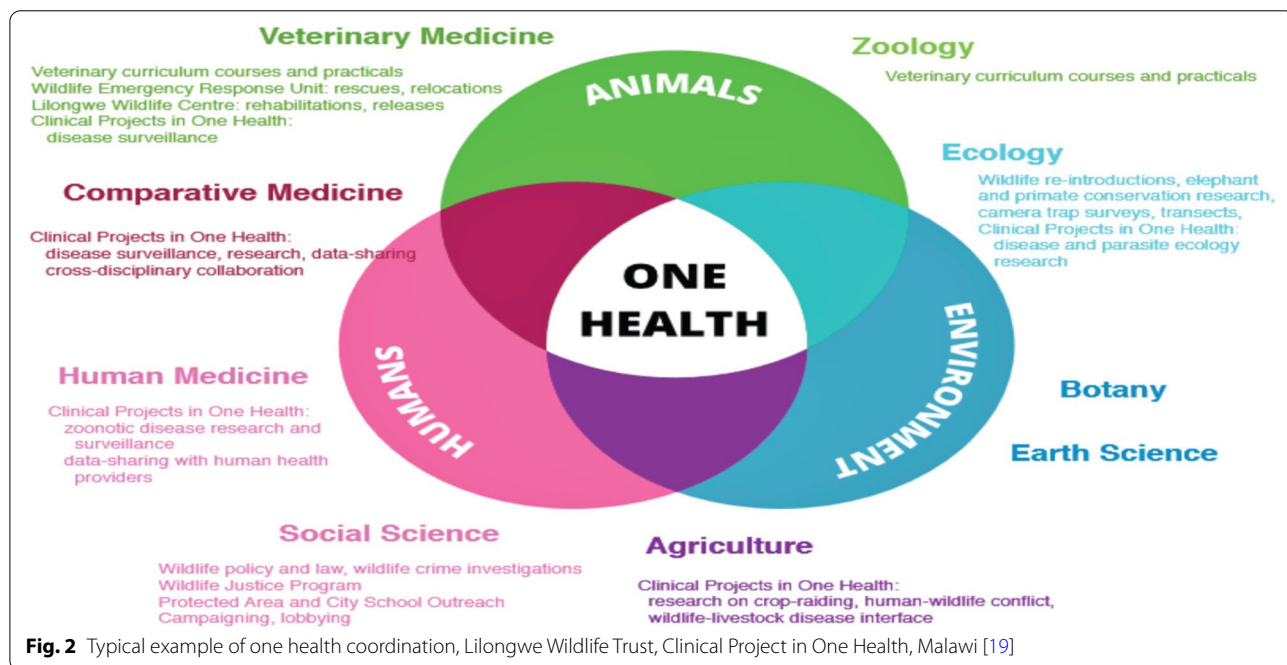 Veterinary Medicine
Veterinary curriculum courses and practicals
Wildlife Emergency Response Unit: rescues, relocations
Lilongwe Wildlife Centre: rehabilitations, releases
Clinical Projects in One Health:
disease surveillance
Zoology
Veterinary curriculum courses and practicals
ANIMALS
Comparative Medicine
Clinical Projects in One Health:
disease surveillance, research, data-sharing
cross-disciplinary collaboration
Ecology
Wildlife re-introductions, elephant
and primate conservation research,
camera trap surveys, transects,
Clinical Projects in One Health:
disease and parasite ecology
research
ONE
HEALTH
HUMANS
ENVIRONMENT
Human Medicine
Clinical Projects in One Health:
zoonotic disease research and
surveillance
data-sharing with human health
providers
Botany
Earth Science
Social Science
Wildlife policy and law, wildlife crime investigations
Wildlife Justice Program
Protected Area and City School Outreach
Campaigning, lobbying
Agriculture
Clinical Projects in One Health:
research on crop-raiding, human-wildlife conflict,
wildlife-livestock disease interface
Fig. 2 Typical example of one health coordination, Lilongwe Wildlife Trust, Clinical Project in One Health, Malawi [19]